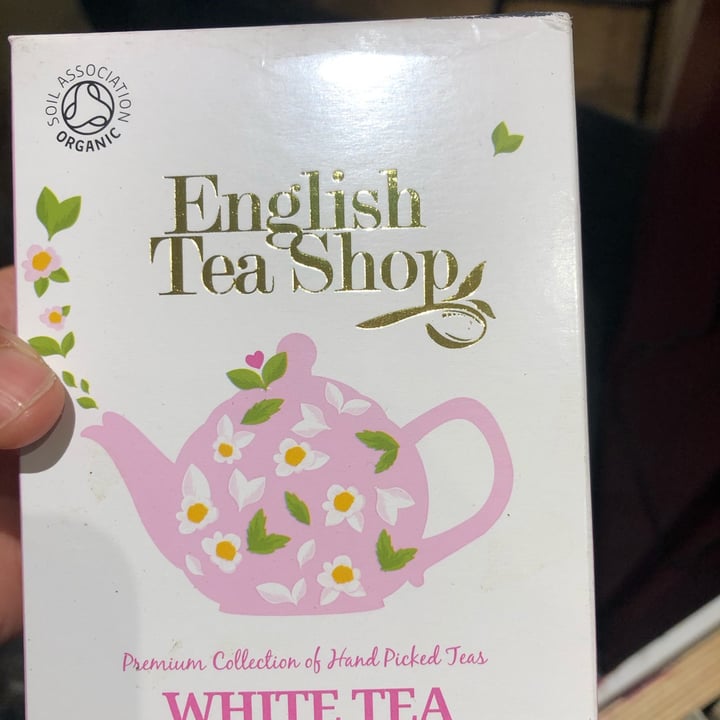 SOIL ASSOCIATION
ORGANIC
English
Tea Shop
Premium Collection of Hand Picked Teas
WHITE TEA